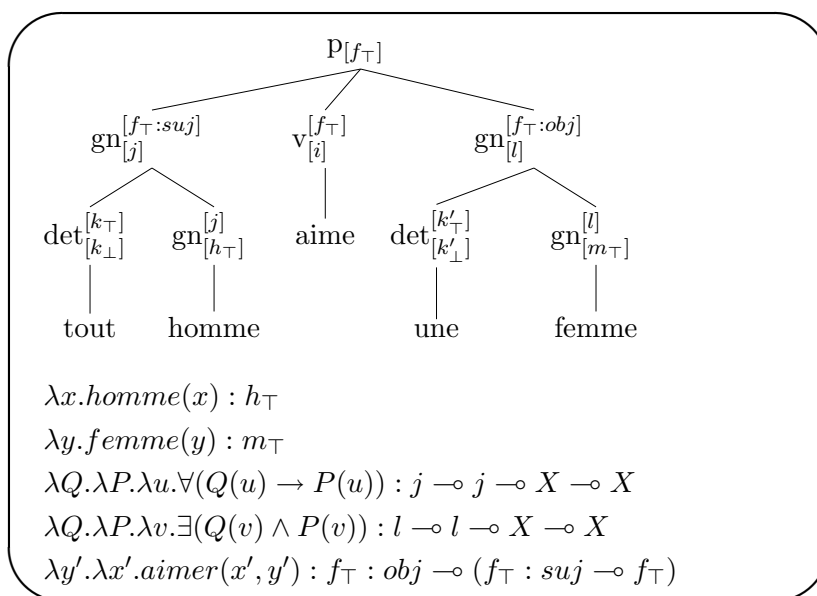 p[f⊤]
gn[j][f⊤:suj] v[i][f⊤] gn[l][f⊤:obj]
det[k⊥][k⊤] gn[h⊤][j] aime det[k′⊥][k′⊤] gn[m⊤][l]
tout homme une femme
λx.homme(x) : h⊤
λy.femme(y) : m⊤
λQ.λP.λu.∀(Q(u) → P(u)) : j ⊸ j ⊸ X ⊸ X
λQ.λP.λv.∃(Q(v) ∧ P(v)) : l ⊸ l ⊸ X ⊸ X
λy′.λx′.aimer(x′, y′) : f⊤ : obj ⊸ (f⊤ : suj ⊸ f⊤)